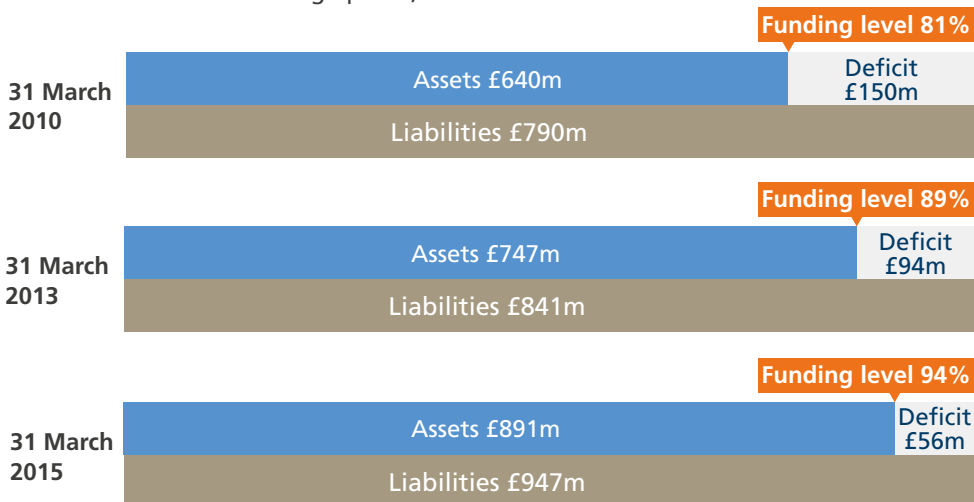 Funding level 81%
31 March
2010
Assets £640m
Deficit
£150m
Liabilities £790m
Funding level 89%
31 March
2013
Assets £747m
Deficit
£94m
Liabilities £841m
Funding level 94%
31 March
2015
Assets £891m
Deficit
£56m
Liabilities £947m